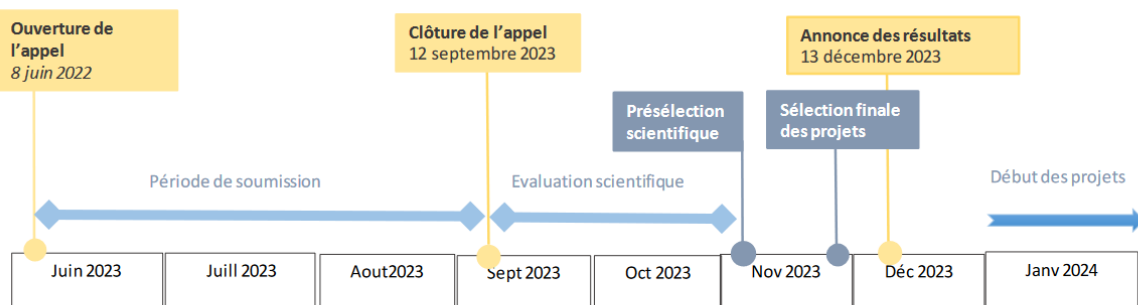 Ouverture de
l'appel
8 juin 2022
Clôture de l'appel
12 septembre 2023
Annonce des résultats
13 décembre 2023
Présélection
scientifique
Sélection finale
des projets
Période de soumission
Evaluation scientifique
Début des projets
Juin 2023
Juill 2023
Aout2023
Sept 2023
Oct 2023
Nov 2023
Déc 2023
Janv 2024